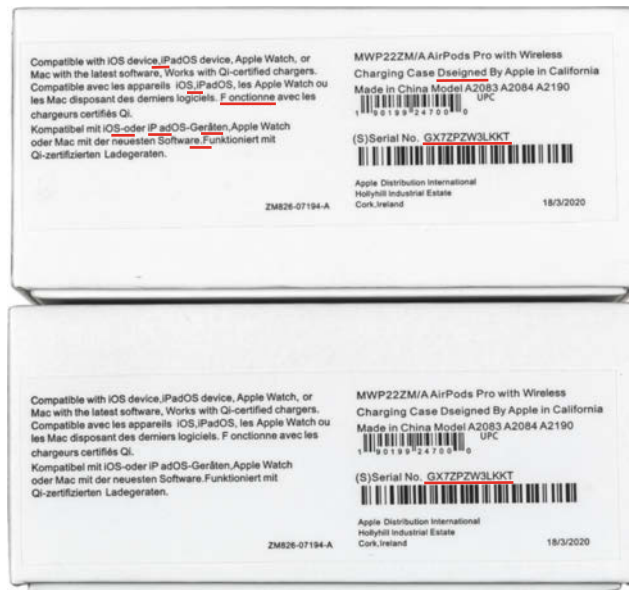 Compatible with iOS device,iPadOS device, Apple Watch, or
Mac with the latest software, Works with Qi-certified chargers.
Compatible avec les appareils iOS,iPadOS, les Apple Watch ou
les Mac disposant des derniers logiciels. F onctionne avec les
chargeurs certifiés Qi.
Kompatibel mit iOS-oder iP adOS-Geräten,Apple Watch
oder Mac mit der neuesten Software.Funktioniert mit
Qi-zertifizierten Ladegeraten.
ZM826-07194-A
MWP22ZM/A AirPods Pro with Wireless
Charging Case Dseigned By Apple in California
Made in China Model A2083 A2084 A2190
UPC
1 90199 24700 0
(S)Serial No. GX7ZPZW3LKKT
Apple Distribution International
Hollyhill Industrial Estate
Cork,Ireland
18/3/2020
Compatible with iOS device,iPadOS device, Apple Watch, or
Mac with the latest software, Works with Qi-certified chargers.
Compatible avec les appareils iOS,iPadOS, les Apple Watch ou
les Mac disposant des demiers logiciels. F onctionne avec les
chargeurs certifiés Qi.
Kompatibel mit iOS-oder iP adOS-Geräten,Apple Watch
oder Mac mit der neuesten Software.Funktioniert mit
Qi-zertifizierten Ladegeraten.
ZM826-07194-A
MWP22ZM/A AirPods Pro with Wireless
Charging Case Dseigned By Apple in California
Made in China Model A2083 A2084 A2190
UPC
1 90199 24700 0
(S)Serial No. GX7ZPZW3LKKT
Apple Distribution International
Hollyhill Industrial Estate
Cork,Ireland
18/3/2020